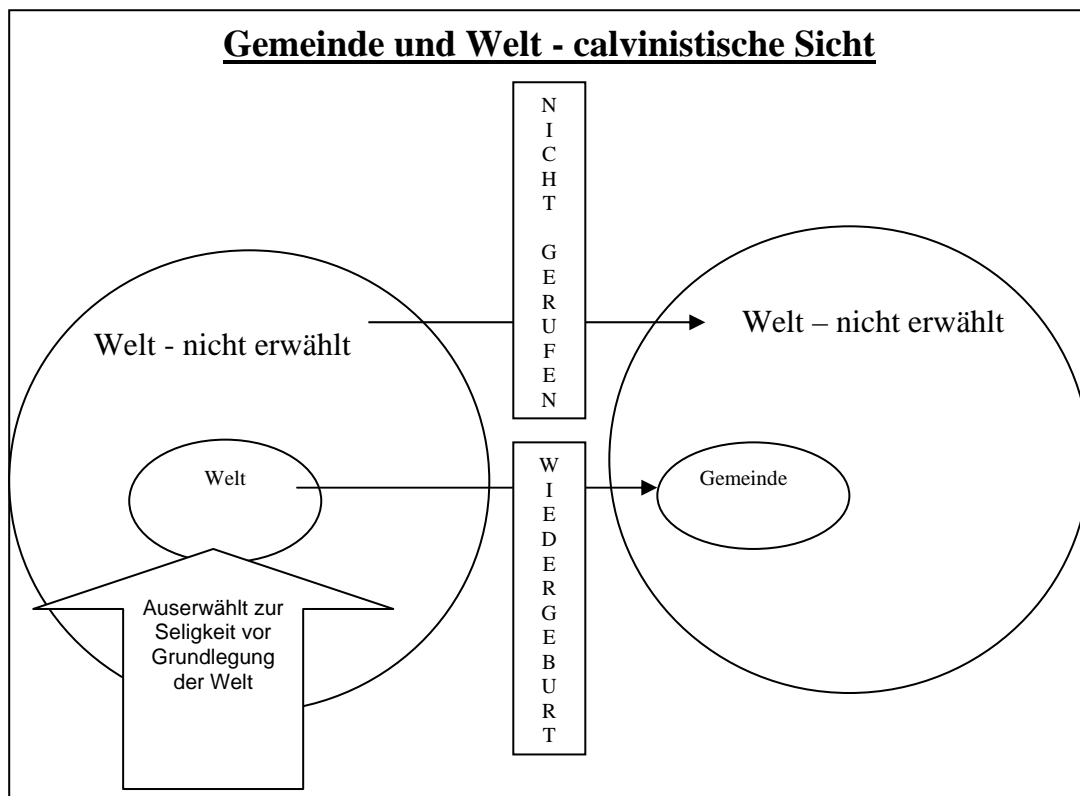 Gemeinde und Welt - calvinistische Sicht
NICHT GERUFEN
Welt - nicht erwählt
Welt – nicht erwählt
Welt
WIEDERGEBURT
Gemeinde
Auserwählt zur
Seligkeit vor
Grundlegung
der Welt